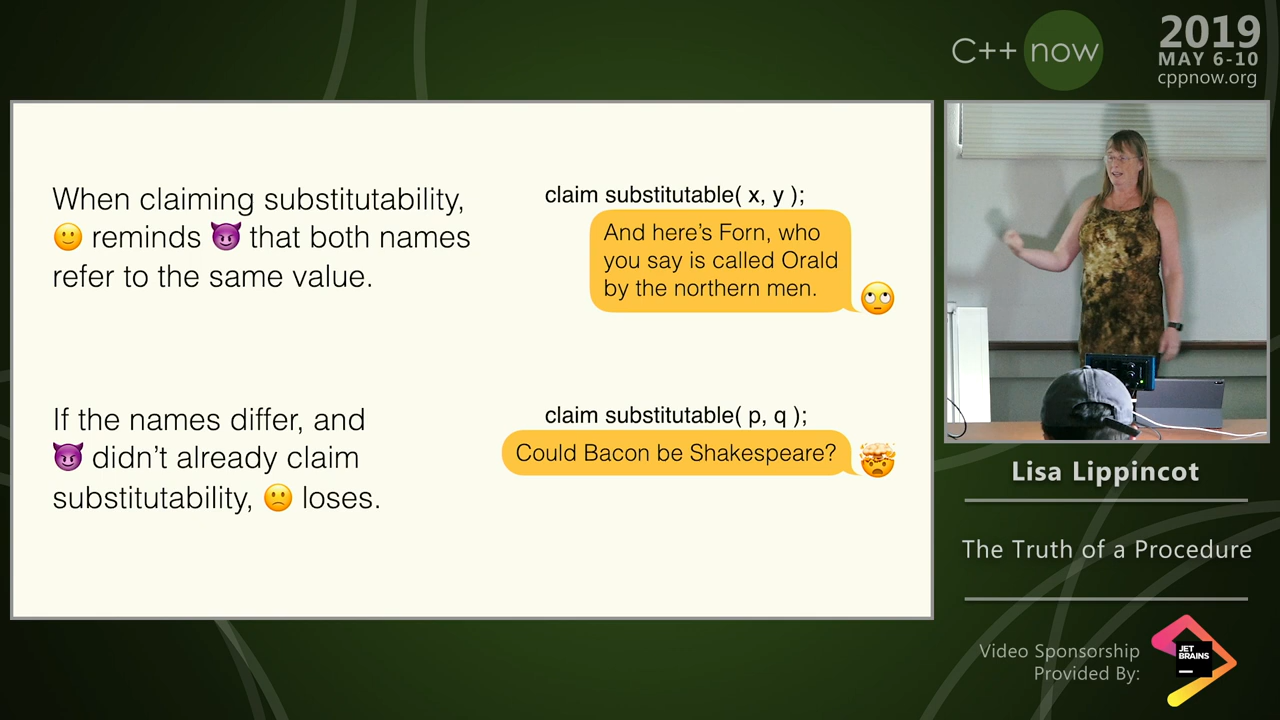 C++ now
2019
MAY 6-10
cppnow.org
When claiming substitutability,
🙂 reminds 😈 that both names
refer to the same value.
claim substitutable( x, y );
And here's Forn, who
you say is called Orald
by the northern men.
If the names differ, and
😈 didn't already claim
substitutability, 🙁 loses.
claim substitutable( p, q );
Could Bacon be Shakespeare?
Lisa Lippincot
The Truth of a Procedure
Video Sponsorship
Provided By:
JET
BRAINS